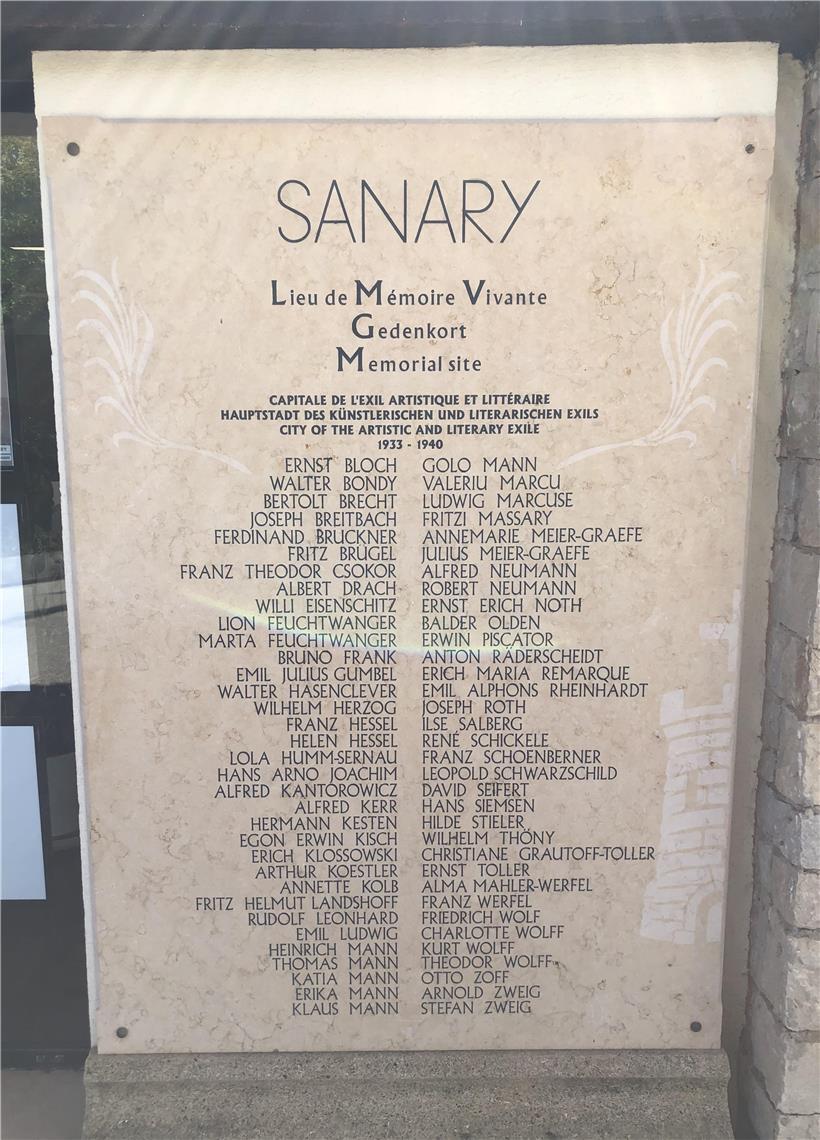 SANARY
Lieu de Mémoire Vivante
Gedenkort
Memorial site
CAPITALE DE L'EXIL ARTISTIQUE ET LITTÉRAIRE
HAUPTSTADT DES KÜNSTLERISCHEN UND LITERARISCHEN EXILS
CITY OF THE ARTISTIC AND LITERARY EXILE
1933 - 1940
ERNST BLOCH GOLO MANN
WALTER BONDY VALERIU MARCU
BERTOLT BRECHT LUDWIG MARCUSE
JOSEPH BREITBACH FRITZI MASSARY
FERDINAND BRUCKNER ANNEMARIE MEIER-GRAEFE
FRITZ BRÜGEL JULIUS MEIER-GRAEFE
FRANZ THEODOR CSOKOR ALFRED NEUMANN
ALBERT DRACH ROBERT NEUMANN
WILLI EISENSCHITZ ERNST ERICH NOTH
LION FEUCHTWANGER BALDER OLDEN
MARTA FEUCHTWANGER ERWIN PISCATOR
BRUNO FRANK ANTON RÄDERSCHEIDT
EMIL JULIUS GUMBEL ERICH MARIA REMARQUE
WALTER HASENCLEVER EMIL ALPHONS RHEINHARDT
WILHELM HERZOG JOSEPH ROTH
FRANZ HESSEL ILSE SALBERG
HELEN HESSEL RENÉ SCHICKELE
LOLA HUMM-SERNAU FRANZ SCHOENBERNER
HANS ARNO JOACHIM LEOPOLD SCHWARZSCHILD
ALFRED KANTOROWICZ DAVID SEIFERT
ALFRED KERR HANS SIEMSEN
HERMANN KESTEN HILDE STIELER
EGON ERWIN KISCH WILHELM THÖNY
ERICH KLOSSOWSKI CHRISTIANE GRAUTOFF-TOLLER
ARTHUR KOESTLER ERNST TOLLER
ANNETTE KOLB ALMA MAHLER-WERFEL
FRITZ HELMUT LANDSHOFF FRANZ WERFEL
RUDOLF LEONHARD FRIEDRICH WOLF
EMIL LUDWIG CHARLOTTE WOLFF
HEINRICH MANN KURT WOLFF
THOMAS MANN THEODOR WOLFF
KATIA MANN OTTO ZOFF
ERIKA MANN ARNOLD ZWEIG
KLAUS MANN STEFAN ZWEIG